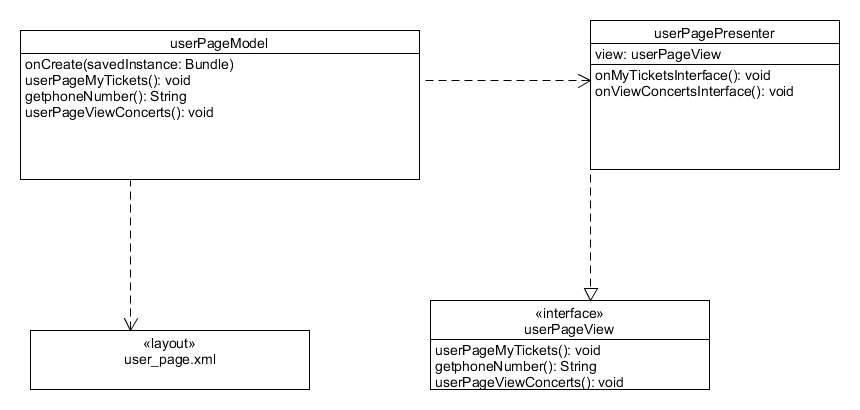 userPageModel
onCreate(savedInstance: Bundle)
userPageMyTickets(): void
getphoneNumber(): String
userPageViewConcerts(): void
userPagePresenter
view: userPageView
onMyTicketsInterface(): void
onViewConcertsInterface(): void
«layout»
user_page.xml
«interface»
userPageView
userPageMyTickets(): void
getphoneNumber(): String
userPageViewConcerts(): void